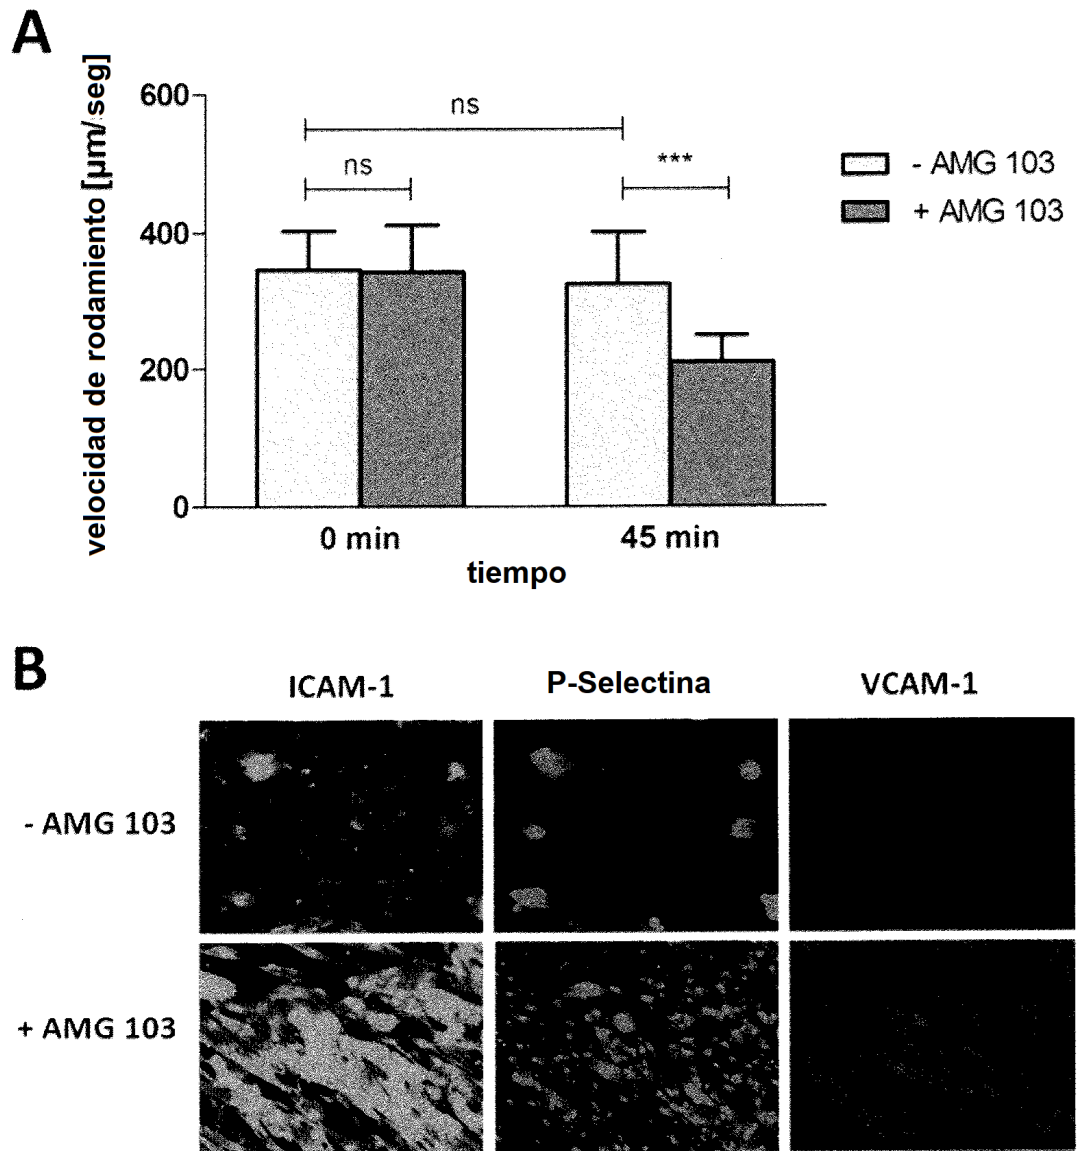 A
velocidad de rodamiento [µm/seg]
600
400
200
0
ns
ns
***
- AMG 103
+ AMG 103
0 min
45 min
tiempo
B
ICAM-1
P-Selectina
VCAM-1
- AMG 103
+ AMG 103